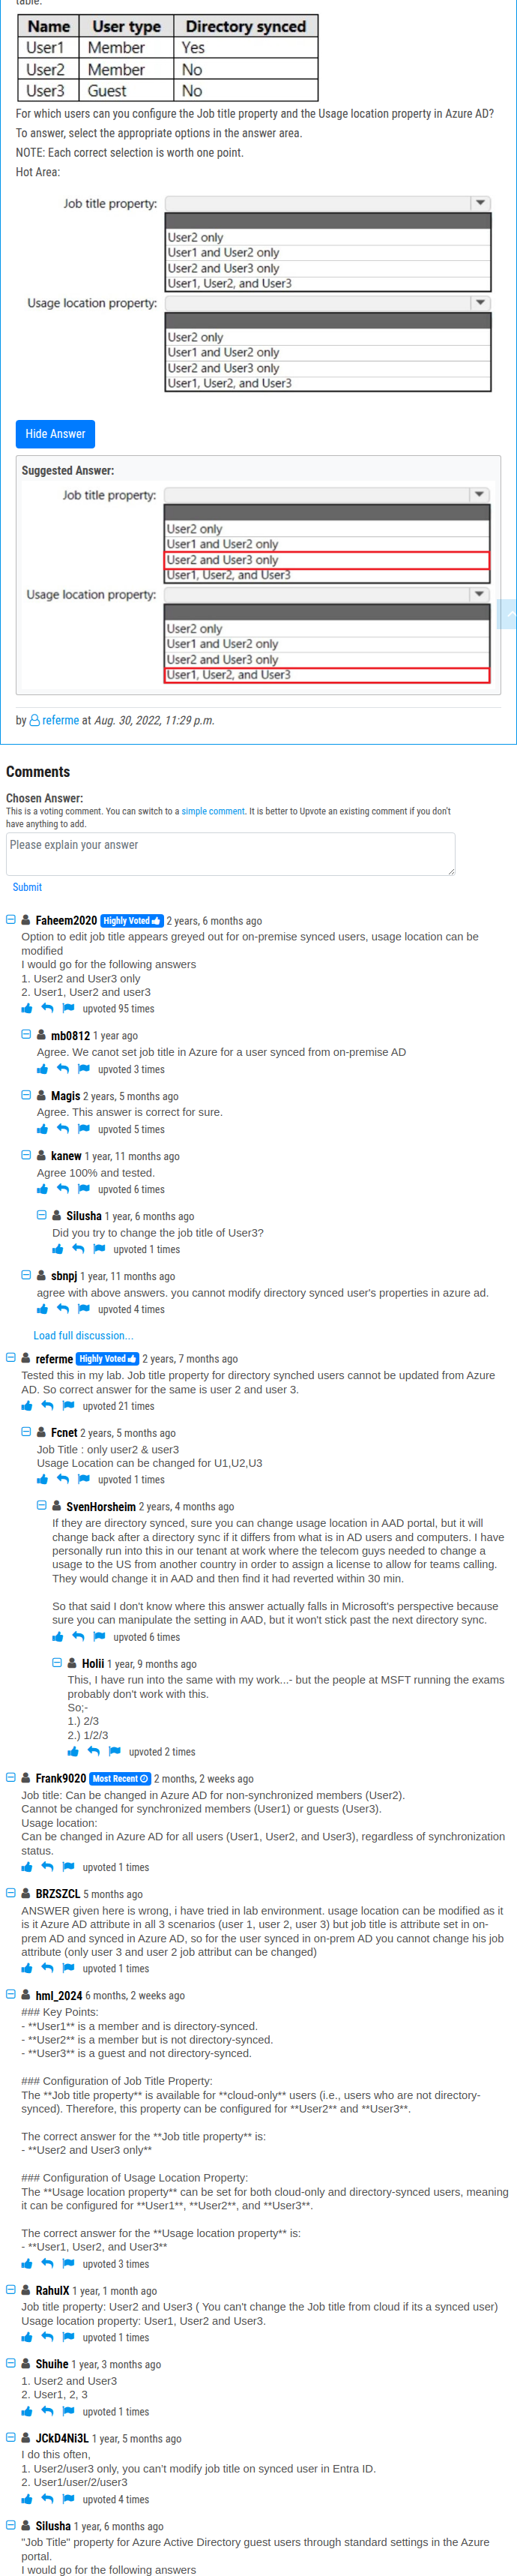 table.
Name User type Directory synced
User1 Member Yes
User2 Member No
User3 Guest No
For which users can you configure the Job title property and the Usage location property in Azure AD?
To answer, select the appropriate options in the answer area.
NOTE: Each correct selection is worth one point.
Hot Area:
Job title property:
User2 only
User1 and User2 only
User2 and User3 only
User1, User2, and User3
Usage location property:
User2 only
User1 and User2 only
User2 and User3 only
User1, User2, and User3
Hide Answer
Suggested Answer:
Job title property:
User2 only
User1 and User2 only
User2 and User3 only
User1, User2, and User3
Usage location property:
User2 only
User1 and User2 only
User2 and User3 only
User1, User2, and User3
by referme at Aug. 30, 2022, 11:29 p.m.
Comments
Chosen Answer:
This is a voting comment. You can switch to a simple comment. It is better to Upvote an existing comment if you don't
have anything to add.
Please explain your answer
Submit
Faheem2020 Highly Voted 2 years, 6 months ago
Option to edit job title appears greyed out for on-premise synced users, usage location can be
modified
I would go for the following answers
1. User2 and User3 only
2. User1, User2 and user3
upvoted 95 times
mb0812 1 year ago
Agree. We canot set job title in Azure for a user synced from on-premise AD
upvoted 3 times
Magis 2 years, 5 months ago
Agree. This answer is correct for sure.
upvoted 5 times
kanew 1 year, 11 months ago
Agree 100% and tested.
upvoted 6 times
Silusha 1 year, 6 months ago
Did you try to change the job title of User3?
upvoted 1 times
sbnpj 1 year, 11 months ago
agree with above answers. you cannot modify directory synced user's properties in azure ad.
upvoted 4 times
Load full discussion...
referme Highly Voted 2 years, 7 months ago
Tested this in my lab. Job title property for directory synched users cannot be updated from Azure
AD. So correct answer for the same is user 2 and user 3.
upvoted 21 times
Fcnet 2 years, 5 months ago
Job Title : only user2 & user3
Usage Location can be changed for U1,U2,U3
upvoted 1 times
SvenHorsheim 2 years, 4 months ago
If they are directory synced, sure you can change usage location in AAD portal, but it will
change back after a directory sync if it differs from what is in AD users and computers. I have
personally run into this in our tenant at work where the telecom guys needed to change a
usage to the US from another country in order to assign a license to allow for teams calling.
They would change it in AAD and then find it had reverted within 30 min.
So that said I don't know where this answer actually falls in Microsoft's perspective because
sure you can manipulate the setting in AAD, but it won't stick past the next directory sync.
upvoted 6 times
Holii 1 year, 9 months ago
This, I have run into the same with my work...- but the people at MSFT running the exams
probably don't work with this.
So;-
1.) 2/3
2.) 1/2/3
upvoted 2 times
Frank9020 Most Recent 2 months, 2 weeks ago
Job title: Can be changed in Azure AD for non-synchronized members (User2).
Cannot be changed for synchronized members (User1) or guests (User3).
Usage location:
Can be changed in Azure AD for all users (User1, User2, and User3), regardless of synchronization
status.
upvoted 1 times
BRZSZCL 5 months ago
ANSWER given here is wrong, i have tried in lab environment. usage location can be modified as it
is it Azure AD attribute in all 3 scenarios (user 1, user 2, user 3) but job title is attribute set in on-
prem AD and synced in Azure AD, so for the user synced in on-prem AD you cannot change his job
attribute (only user 3 and user 2 job attribut can be changed)
upvoted 1 times
hml_2024 6 months, 2 weeks ago
### Key Points:
- **User1** is a member and is directory-synced.
- **User2** is a member but is not directory-synced.
- **User3** is a guest and not directory-synced.
### Configuration of Job Title Property:
The **Job title property** is available for **cloud-only** users (i.e., users who are not directory-
synced). Therefore, this property can be configured for **User2** and **User3**.
The correct answer for the **Job title property** is:
- **User2 and User3 only**
### Configuration of Usage Location Property:
The **Usage location property** can be set for both cloud-only and directory-synced users, meaning
it can be configured for **User1**, **User2**, and **User3**.
The correct answer for the **Usage location property** is:
- **User1, User2, and User3**
upvoted 3 times
RahulX 1 year, 1 month ago
Job title property: User2 and User3 ( You can't change the Job title from cloud if its a synced user)
Usage location property: User1, User2 and User3.
upvoted 1 times
Shuihe 1 year, 3 months ago
1. User2 and User3
2. User1, 2, 3
upvoted 1 times
JCkD4Ni3L 1 year, 5 months ago
I do this often,
1. User2/user3 only, you can't modify job title on synced user in Entra ID.
2. User1/user/2/user3
upvoted 4 times
Silusha 1 year, 6 months ago
"Job Title" property for Azure Active Directory guest users through standard settings in the Azure
portal.
I would go for the following answers